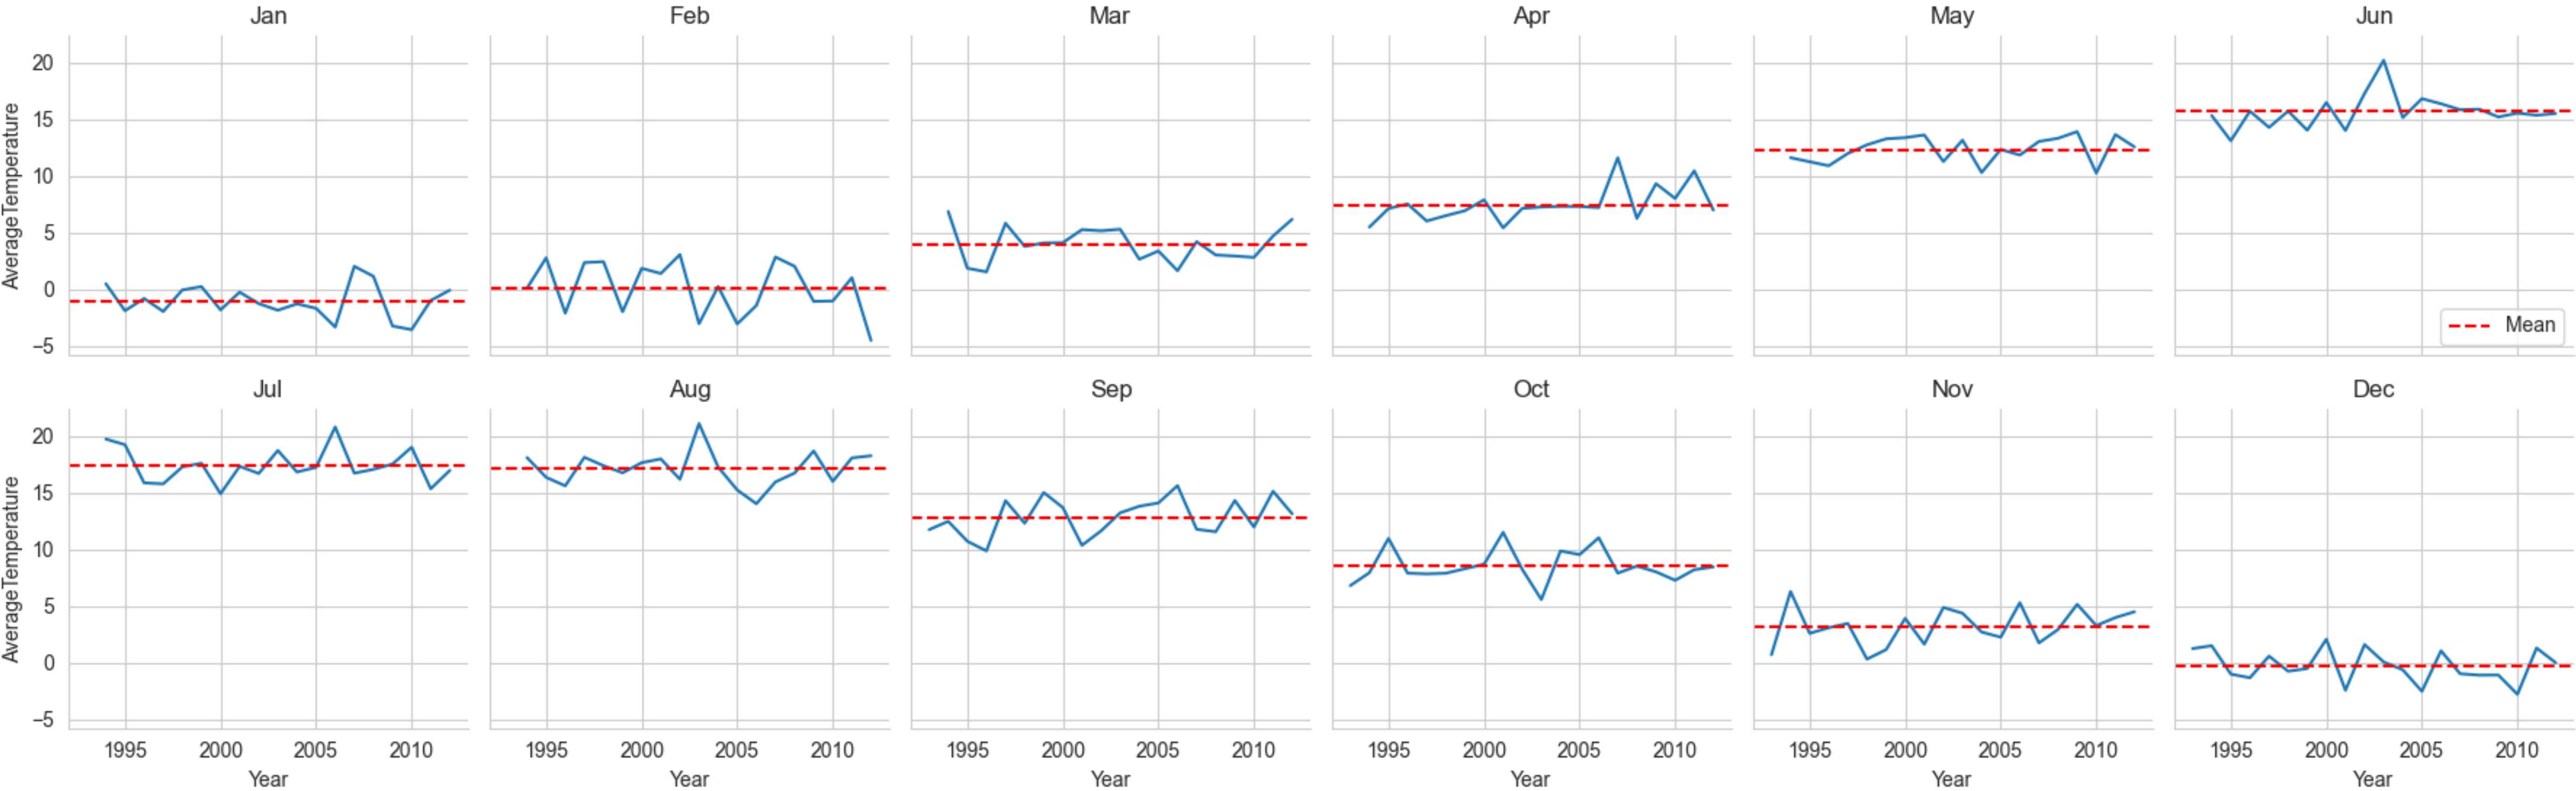 Jan Feb Mar Apr May Jun
AverageTemperature
20
15
10
5
0
−5
Mean
Jul Aug Sep Oct Nov Dec
AverageTemperature
20
15
10
5
0
−5
1995 2000 2005 2010 1995 2000 2005 2010 1995 2000 2005 2010 1995 2000 2005 2010 1995 2000 2005 2010 1995 2000 2005 2010
Year Year Year Year Year Year